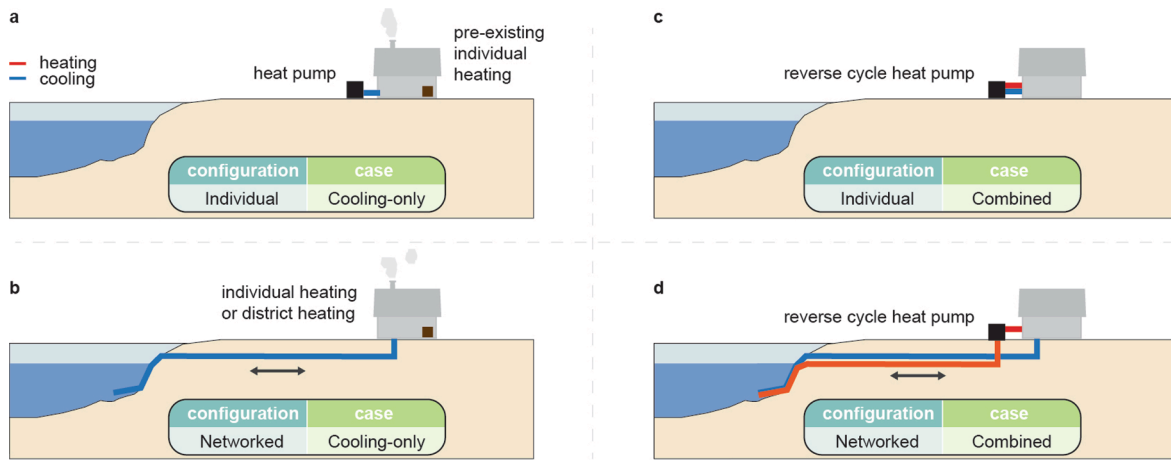 a
heating
cooling
heat pump
pre-existing
individual
heating
configuration case
Individual Cooling-only
c
reverse cycle heat pump
configuration case
Individual Combined
b
individual heating
or district heating
configuration case
Networked Cooling-only
d
reverse cycle heat pump
configuration case
Networked Combined